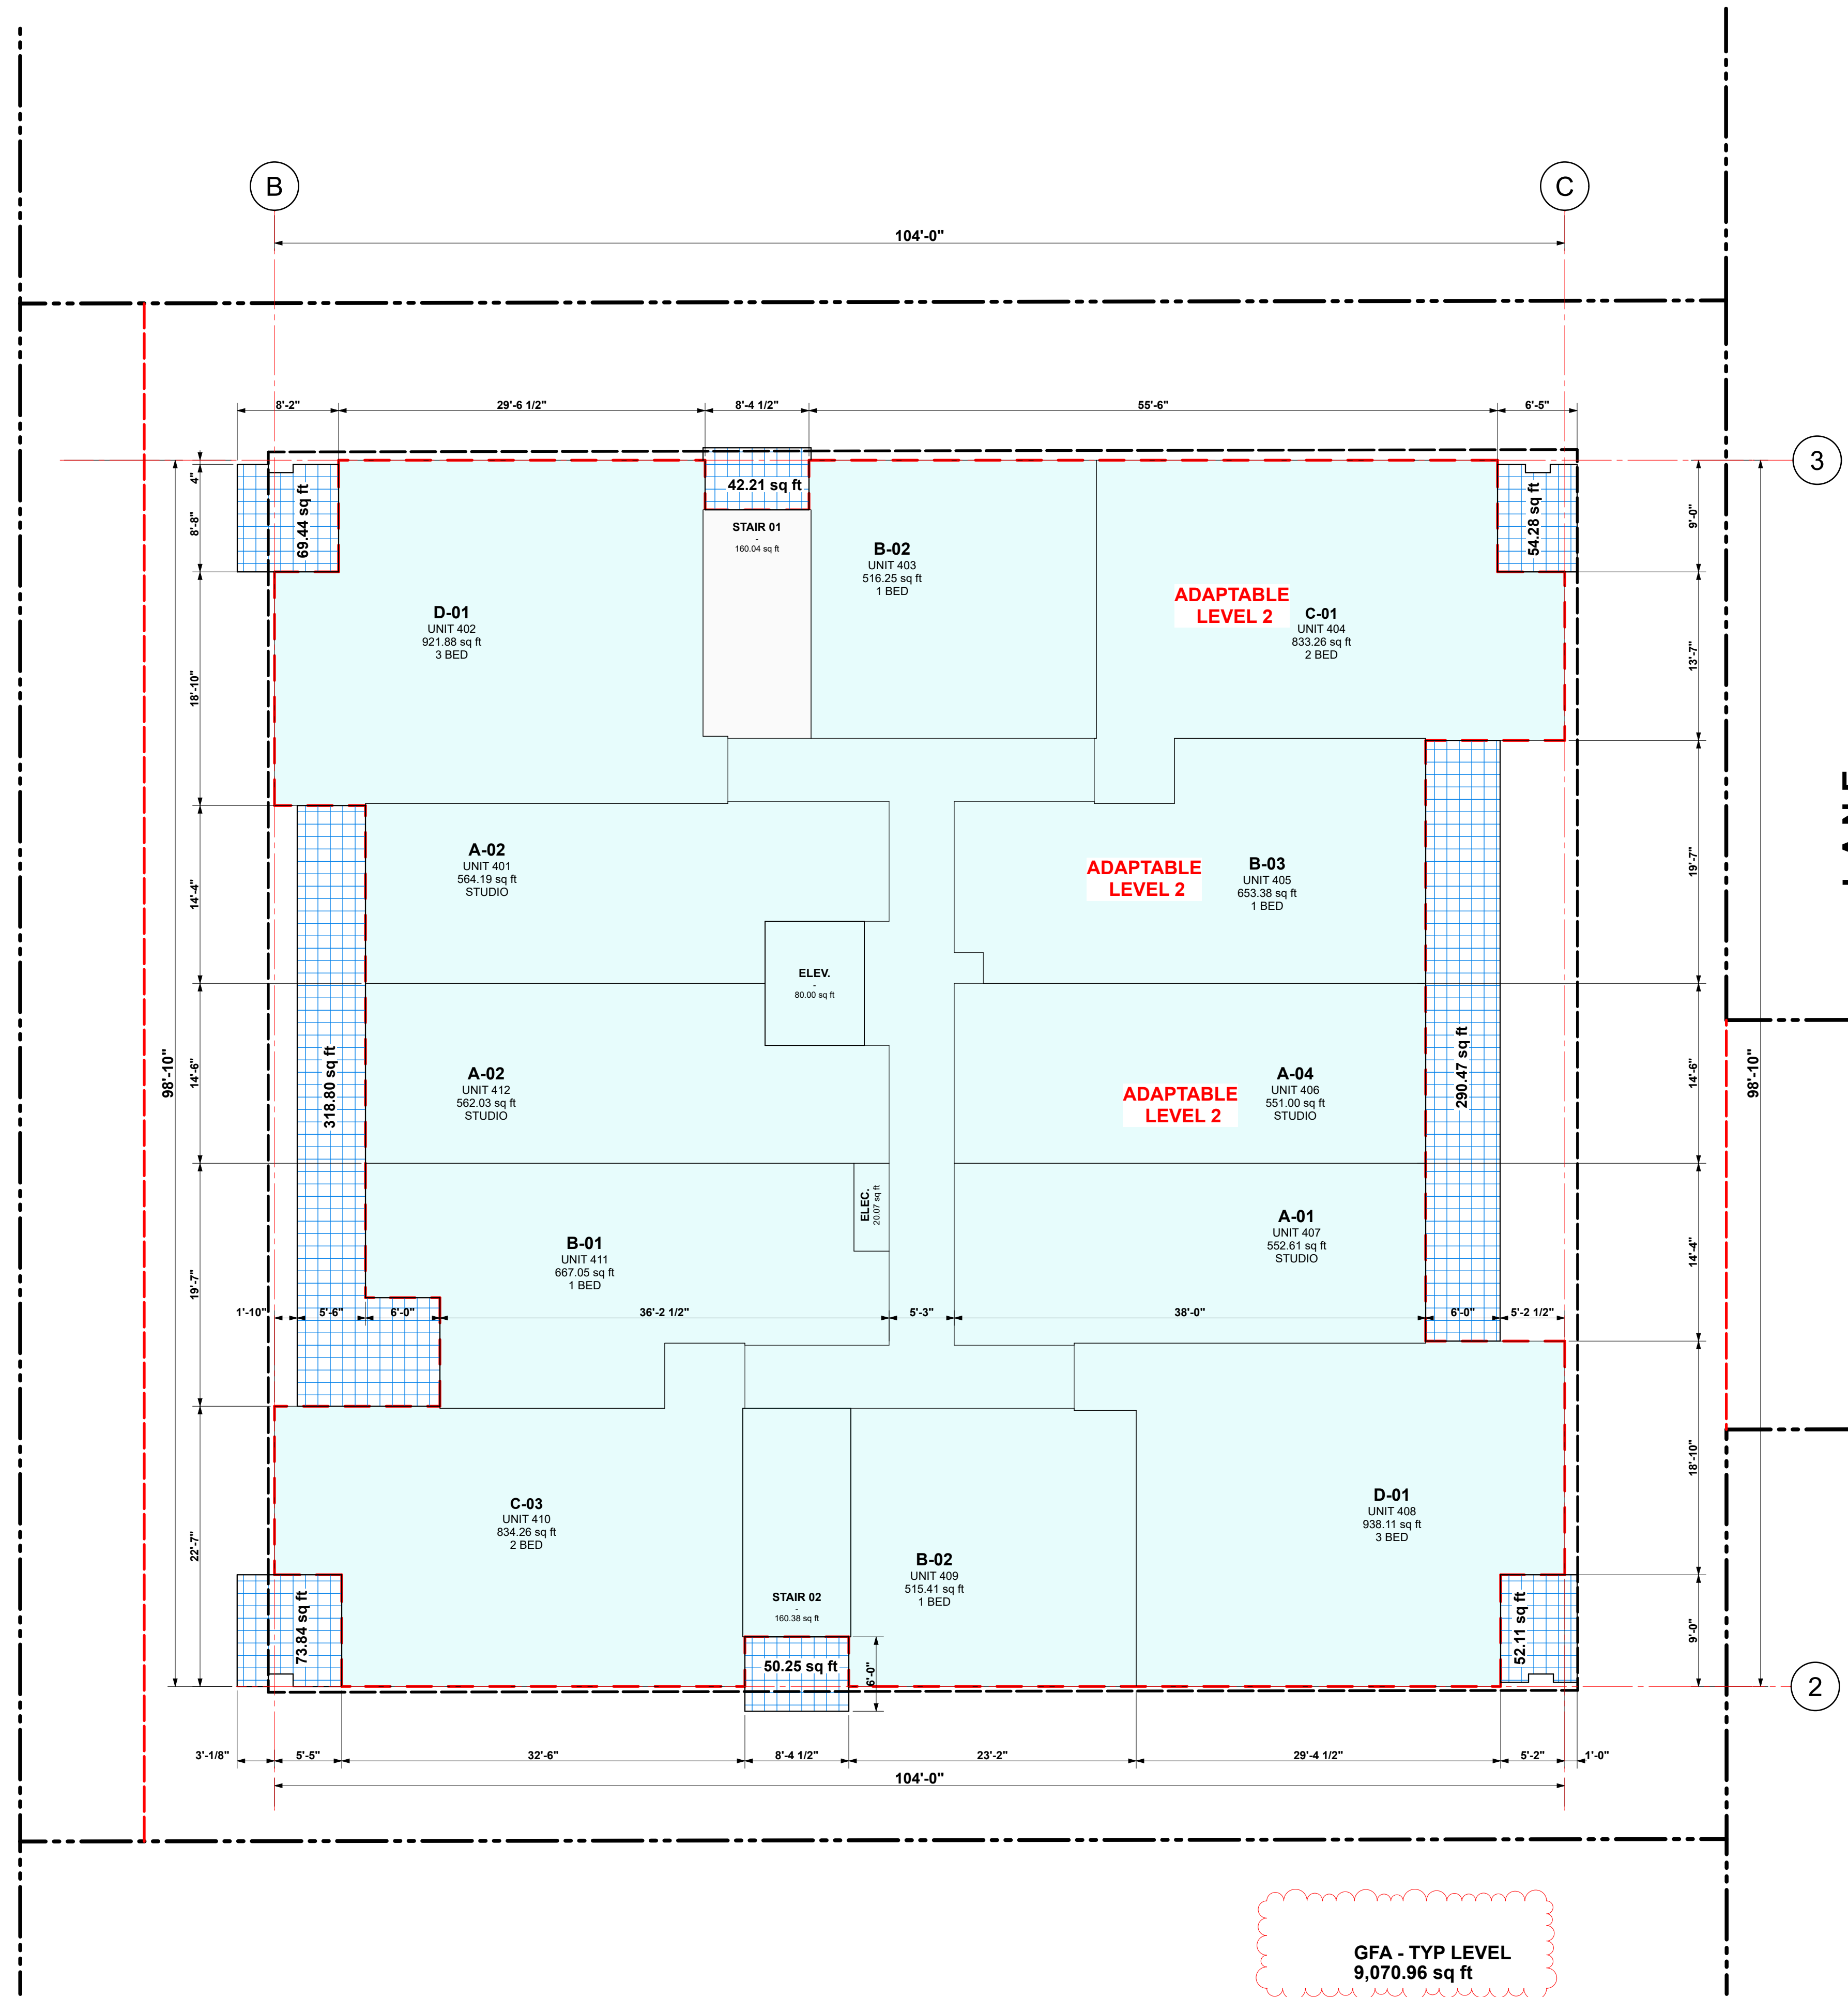 B
C
104'-0"
8'-2"
29'-6 1/2"
8'-4 1/2"
55'-6"
6'-5"
3
4"
8'-8"
18'-10"
14'-4"
14'-6"
19'-7"
22'-7"
98'-10"
69.44 sq ft
42.21 sq ft
54.28 sq ft
9'-0"
13'-7"
19'-7"
14'-6"
14'-4"
18'-10"
9'-0"
98'-10"
STAIR 01
-
160.04 sq ft
B-02
UNIT 403
516.25 sq ft
1 BED
D-01
UNIT 402
921.88 sq ft
3 BED
ADAPTABLE
LEVEL 2
C-01
UNIT 404
833.26 sq ft
2 BED
A-02
UNIT 401
564.19 sq ft
STUDIO
ADAPTABLE
LEVEL 2
B-03
UNIT 405
653.38 sq ft
1 BED
ELEV.
-
80.00 sq ft
318.80 sq ft
290.47 sq ft
A-02
UNIT 412
562.03 sq ft
STUDIO
ADAPTABLE
LEVEL 2
A-04
UNIT 406
551.00 sq ft
STUDIO
ELEC.
20.07 sq ft
B-01
UNIT 411
667.05 sq ft
1 BED
A-01
UNIT 407
552.61 sq ft
STUDIO
1'-10"
5'-6"
6'-0"
36'-2 1/2"
5'-3"
38'-0"
6'-0"
5'-2 1/2"
C-03
UNIT 410
834.26 sq ft
2 BED
D-01
UNIT 408
938.11 sq ft
3 BED
B-02
UNIT 409
515.41 sq ft
1 BED
STAIR 02
-
160.38 sq ft
73.84 sq ft
50.25 sq ft
6'-0"
52.11 sq ft
2
3'-1/8"
5'-5"
32'-6"
8'-4 1/2"
23'-2"
29'-4 1/2"
5'-2"
1'-0"
104'-0"
GFA - TYP LEVEL
9,070.96 sq ft